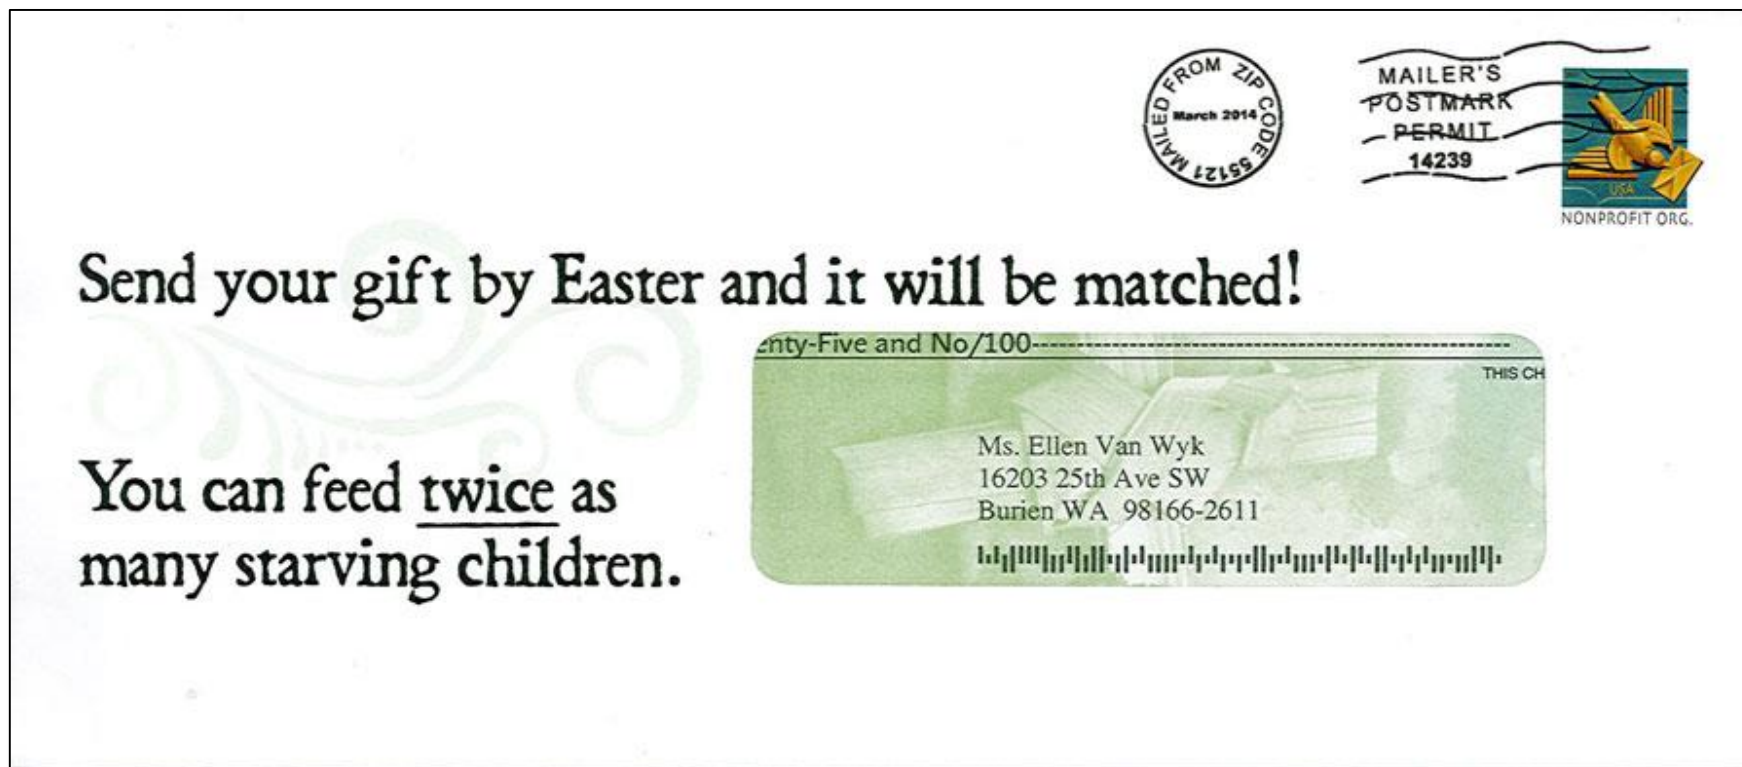 MAILED FROM ZIP CODE 55121
March 2014
MAILER'S
POSTMARK
PERMIT
14239
USA
NONPROFIT ORG.
Send your gift by Easter and it will be matched!
enty-Five and No/100-----------------------------------------------------
THIS CH
Ms. Ellen Van Wyk
16203 25th Ave SW
Burien WA  98166-2611
You can feed twice as
many starving children.